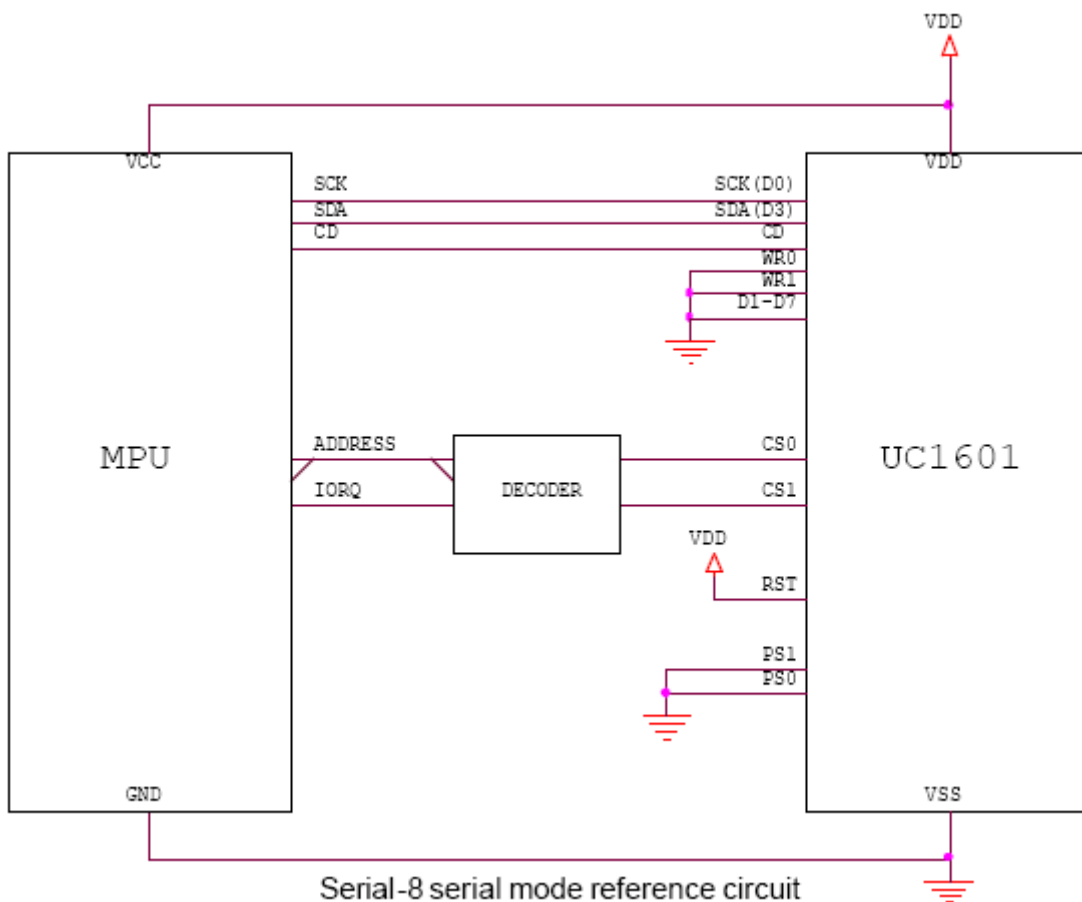 VDD
VCC
VDD
SCK
SCK(D0)
SDA
SDA(D3)
CD
CD
WR0
WR1
D1-D7
MPU
ADDRESS
CS0
UC1601
IORQ
DECODER
CS1
VDD
RST
PS1
PS0
GND
VSS
Serial-8 serial mode reference circuit